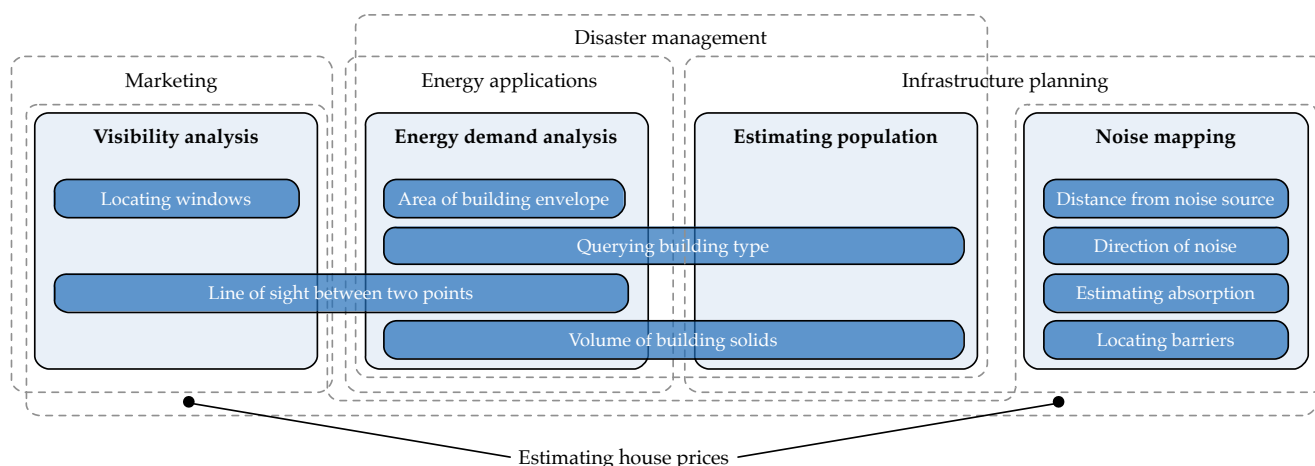 Disaster management
Marketing
Energy applications
Infrastructure planning
Visibility analysis
Energy demand analysis
Estimating population
Noise mapping
Locating windows
Area of building envelope
Distance from noise source
Querying building type
Direction of noise
Line of sight between two points
Estimating absorption
Volume of building solids
Locating barriers
Estimating house prices